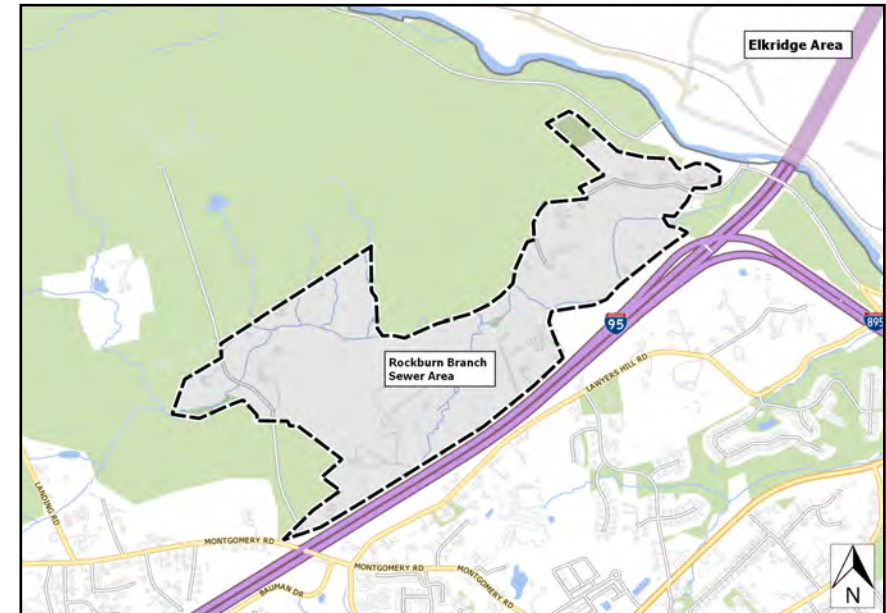 Elkridge Area
95
895
Rockburn Branch
Sewer Area
LAWYERS HILL RD
LANDING RD
MONTGOMERY RD
MONTGOMERY RD
MONTGOMERY RD
BAUMAN DR
N